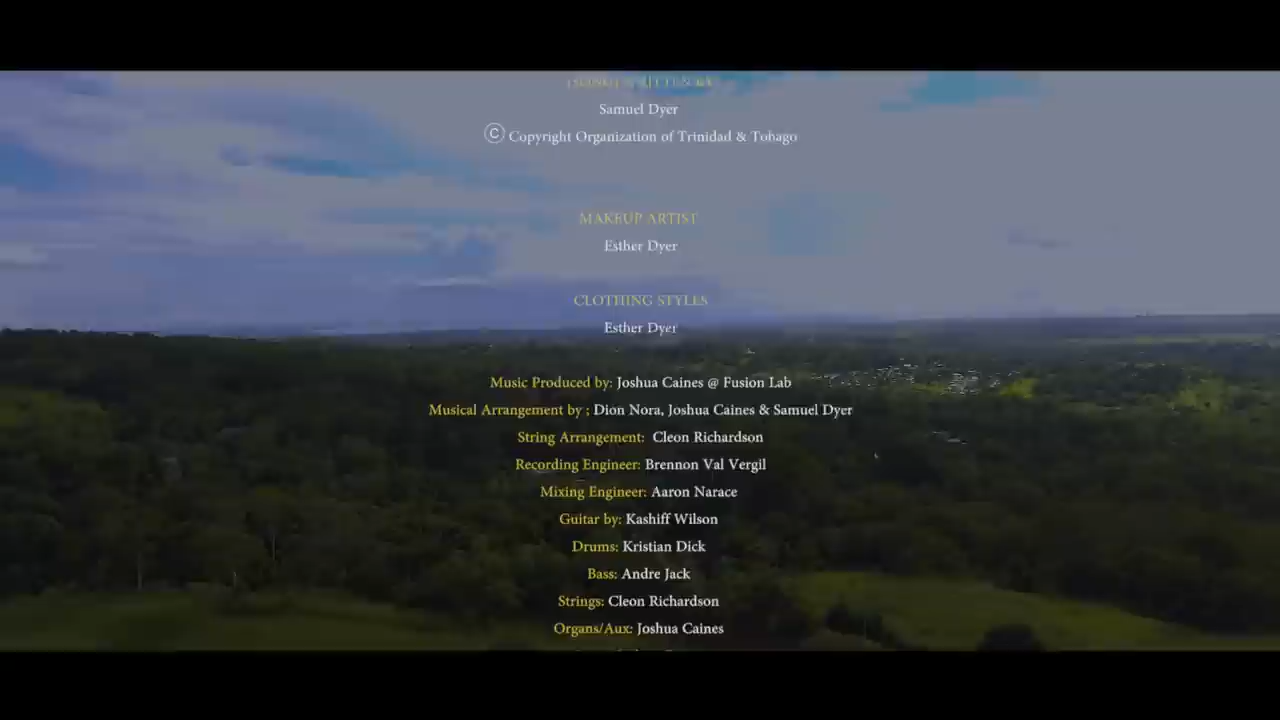 Samuel Dyer
© Copyright Organization of Trinidad & Tobago
MAKEUP ARTIST
Esther Dyer
CLOTHING STYLES
Esther Dyer
Music Produced by: Joshua Caines @ Fusion Lab
Musical Arrangement by ; Dion Nora, Joshua Caines & Samuel Dyer
String Arrangement: Cleon Richardson
Recording Engineer: Brennon Val Vergil
Mixing Engineer: Aaron Narace
Guitar by: Kashiff Wilson
Drums: Kristian Dick
Bass: Andre Jack
Strings: Cleon Richardson
Organs/Aux: Joshua Caines